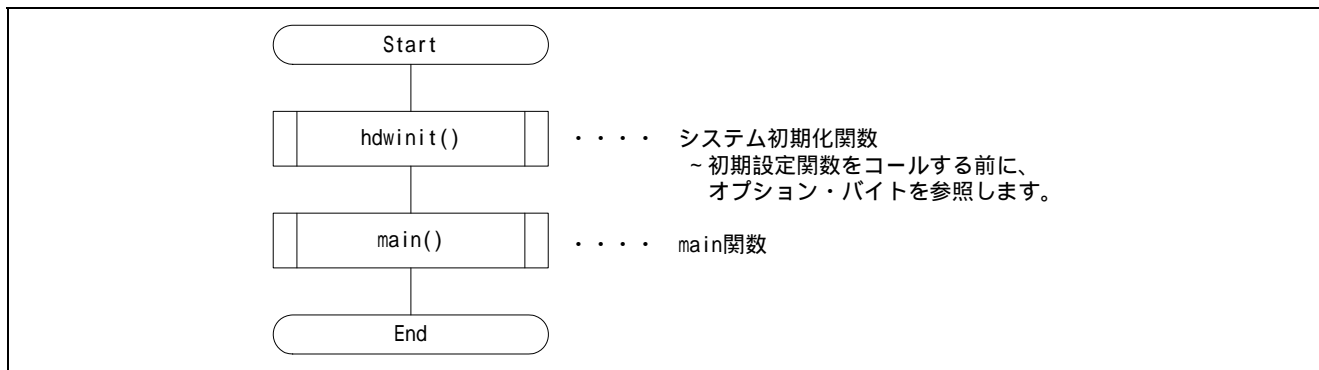 Start
hdwinit() ・・・・ システム初期化関数
~初期設定関数をコールする前に、
オプション・バイトを参照します。
main() ・・・・ main関数
End